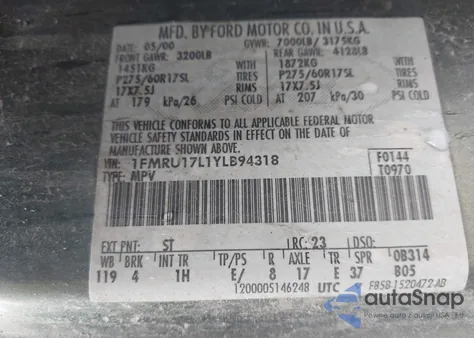 MFD. BY FORD MOTOR CO. IN U.S.A.
DATE: 05/00 GVWR: 7000LB/ 3175KG
FRONT GAWR: 3200LB REAR GAWR: 4128LB
1451KG WITH 1872KG WITH
P275/60R17SL TIRES P275/60R17SL TIRES
17X7.5J RIMS 17X7.5J RIMS
AT 179 kPa/26 PSI COLD AT 207 kPa/30 PSI COLD
THIS VEHICLE CONFORMS TO ALL APPLICABLE FEDERAL MOTOR
VEHICLE SAFETY STANDARDS IN EFFECT ON THE DATE OF
MANUFACTURE SHOWN ABOVE.
VIN: 1FMRU17L1YLB94318 F0144
TYPE: MPV T0970
EXT PNT: ST RC: 23 DSO:
WB BRK INT TR TP/PS R AXLE TR SPR 0B314
119 4 1H E/ 8 17 E 37 B05
1200005146248 UTC F85B-1520472-AB
autoSnap